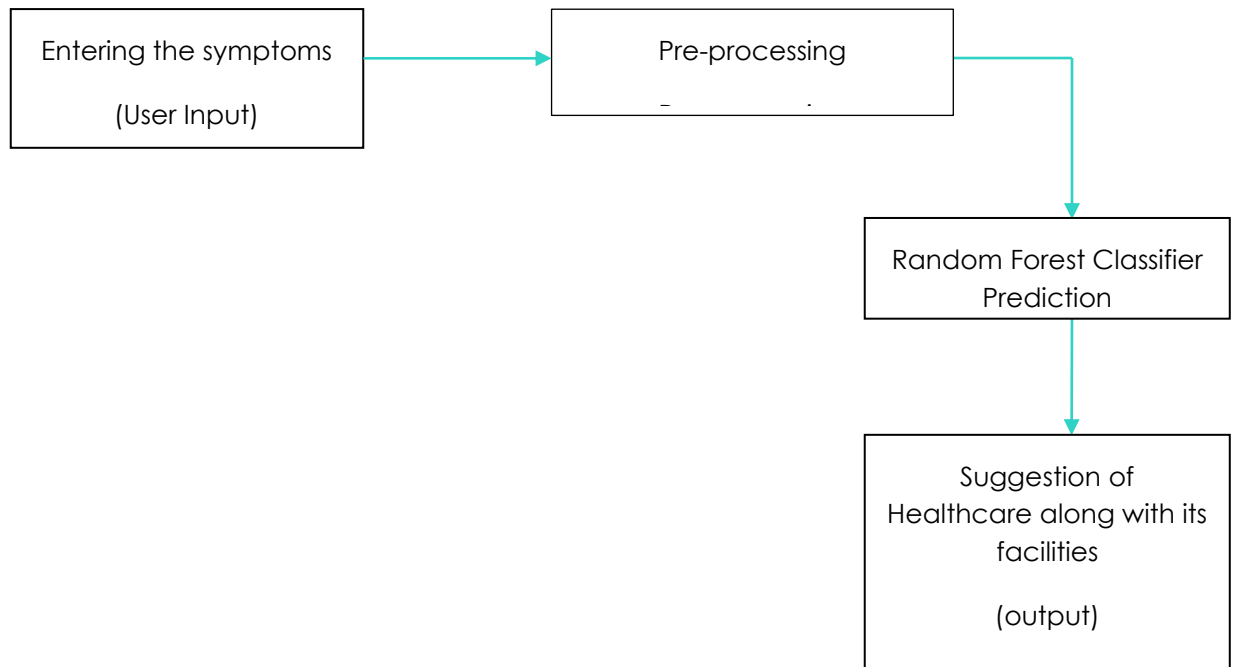 Entering the symptoms
(User Input)
Pre-processing
Random Forest Classifier
Prediction
Suggestion of
Healthcare along with its
facilities
(output)